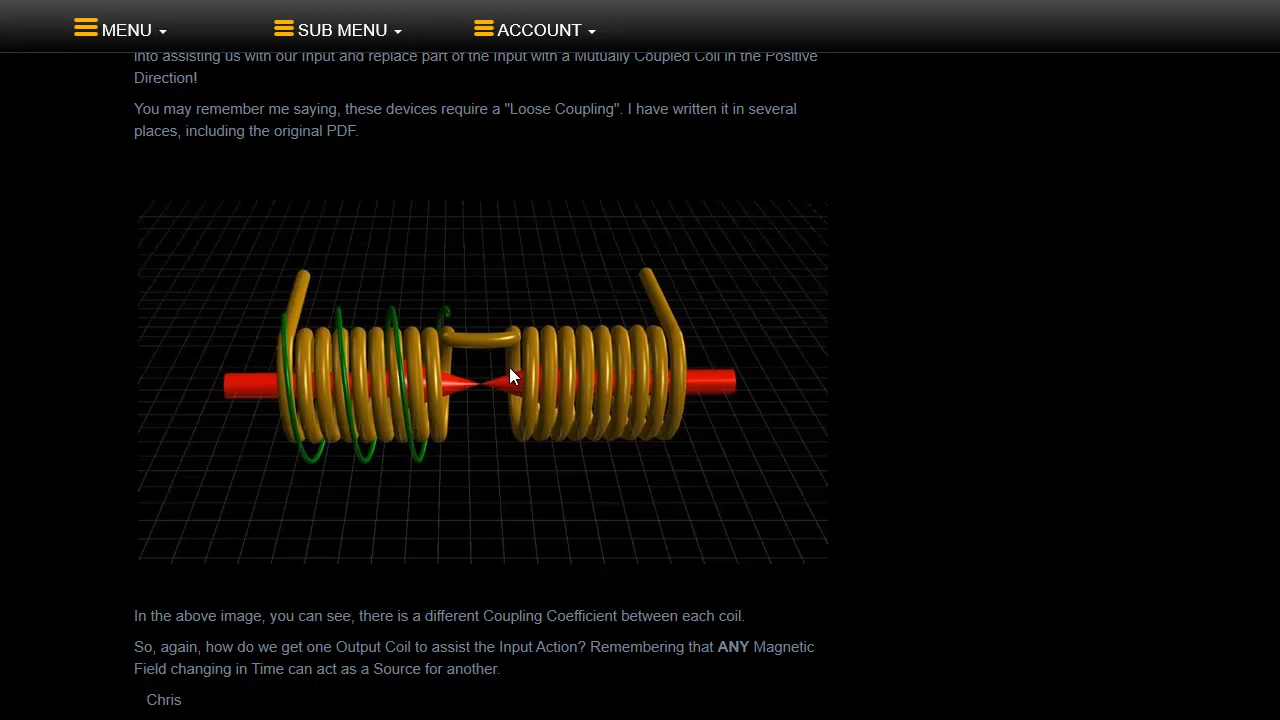 MENU
SUB MENU
ACCOUNT
into assisting us with our Input and replace part of the Input with a Mutually Coupled Coil in the Positive
Direction!
You may remember me saying, these devices require a "Loose Coupling". I have written it in several
places, including the original PDF.
In the above image, you can see, there is a different Coupling Coefficient between each coil.
So, again, how do we get one Output Coil to assist the Input Action? Remembering that ANY Magnetic
Field changing in Time can act as a Source for another.
Chris